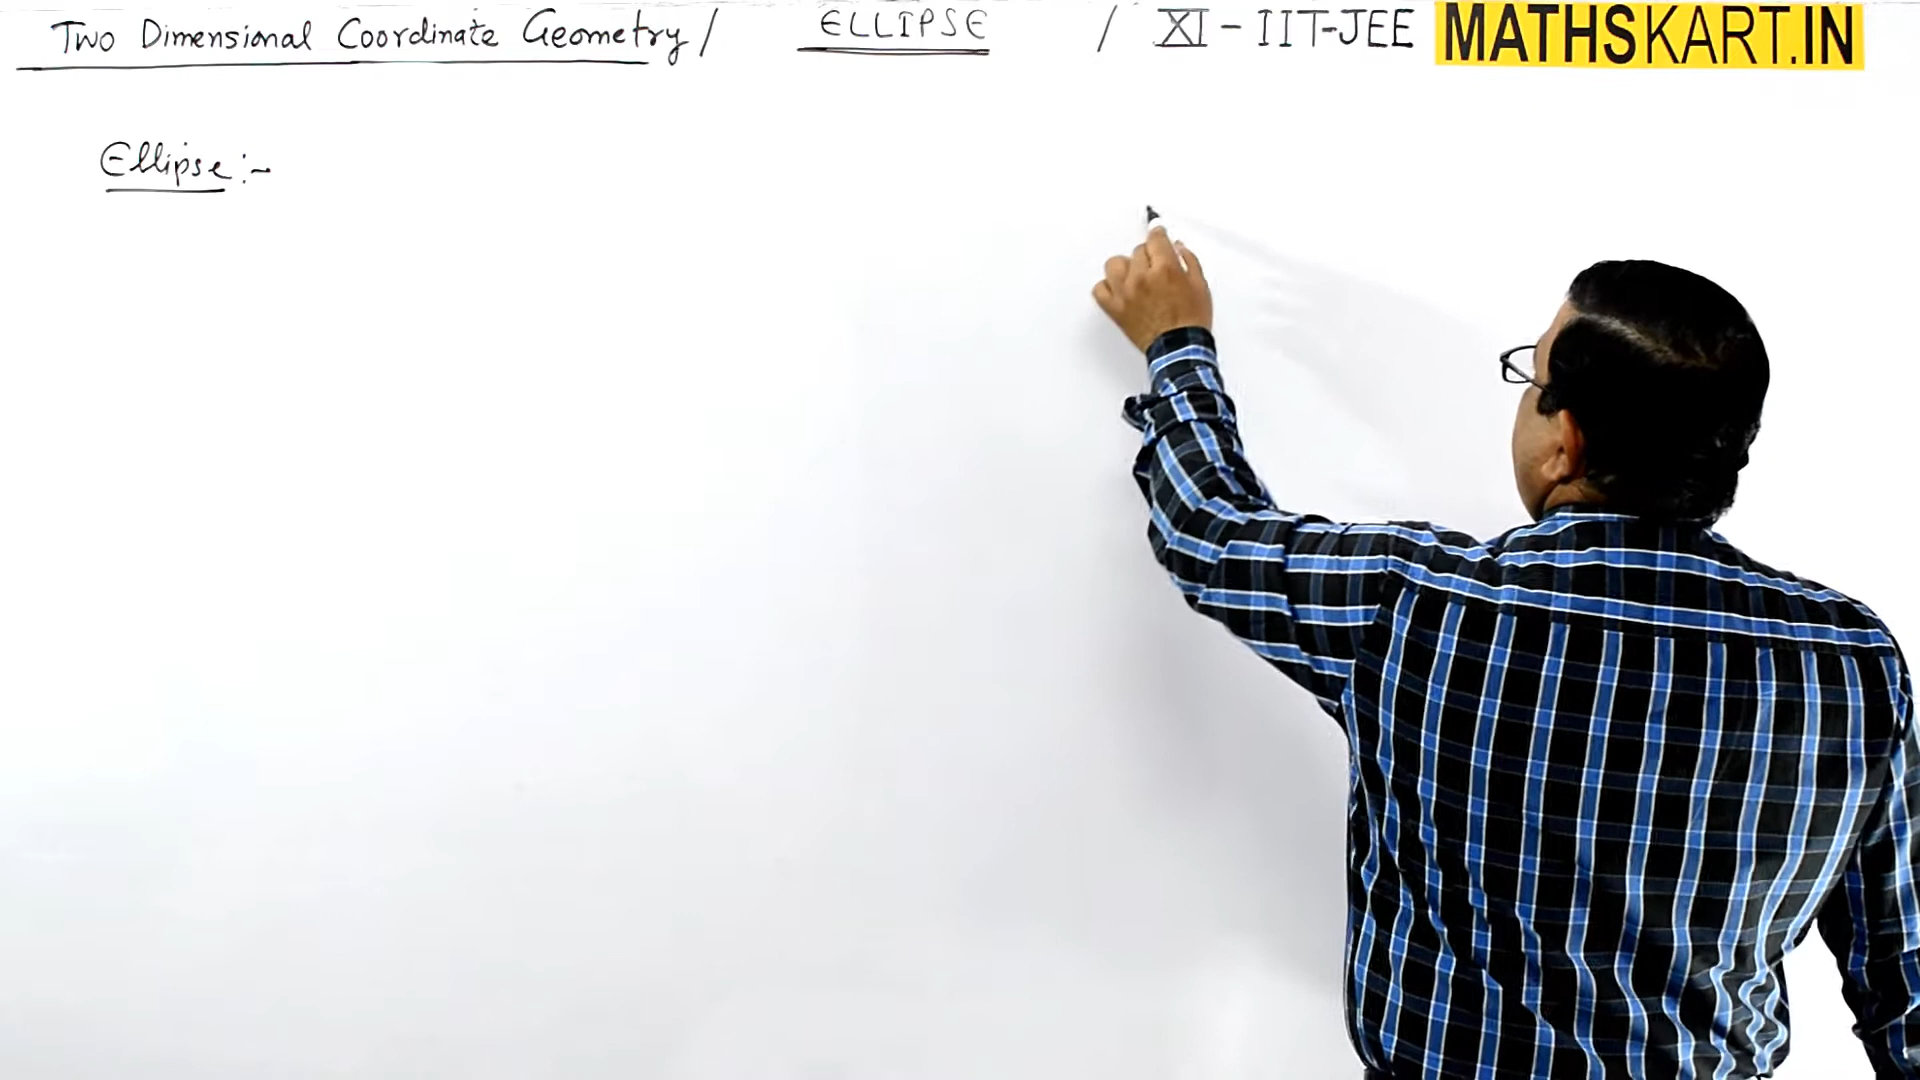 Two Dimensional Coordinate Geometry / ELLIPSE / XI - IIT-JEE MATHSKART.IN
Ellipse :-